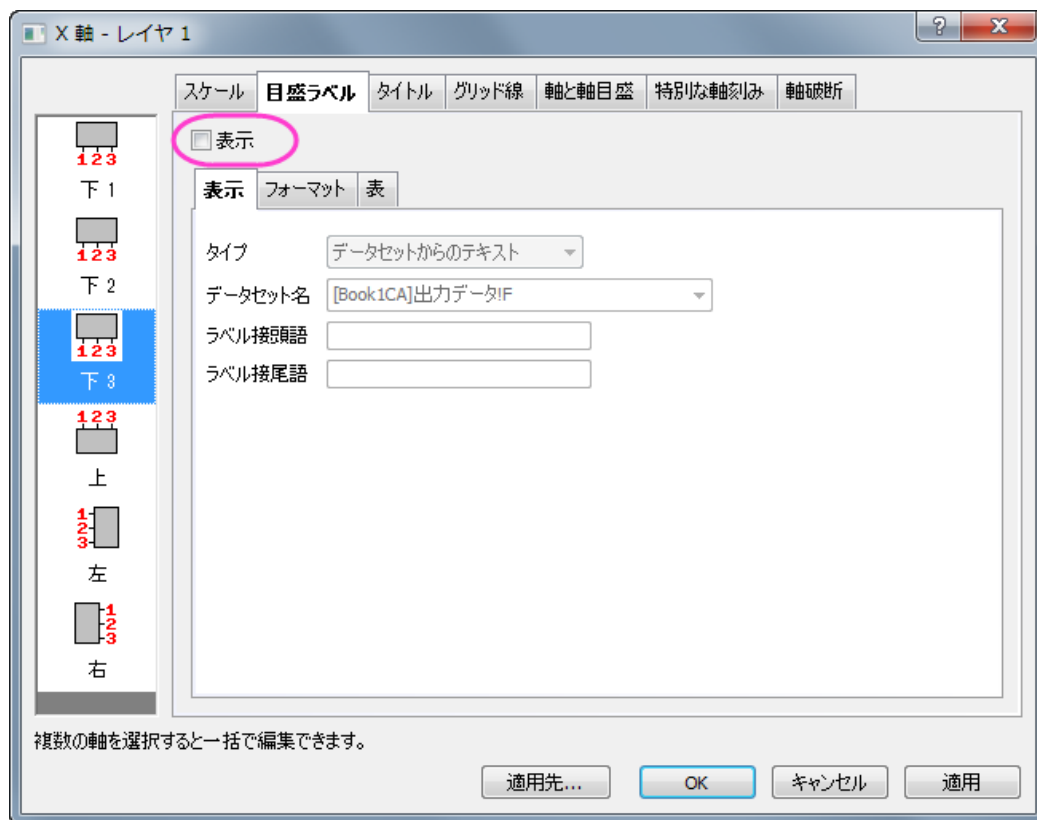 X 軸 - レイヤ 1
スケール 目盛ラベル タイトル グリッド線 軸と軸目盛 特別な軸刻み 軸破断
表示
表示 フォーマット 表
タイプ データセットからのテキスト
データセット名 [Book1CA]出力データ!F
ラベル接頭語
ラベル接尾語
123
下 1
123
下 2
123
下 3
123
上
1
2
3
左
1
2
3
右
複数の軸を選択すると一括で編集できます。
適用先... OK キャンセル 適用